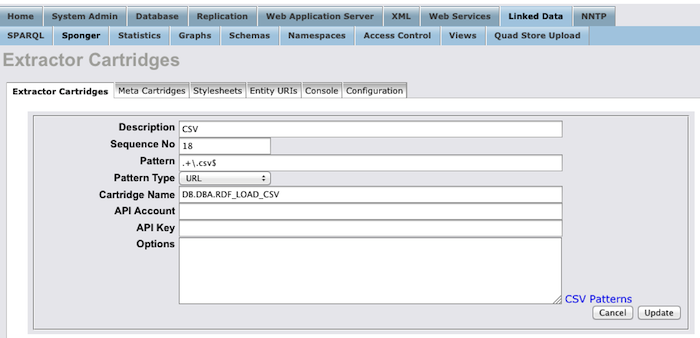 Home System Admin Database Replication Web Application Server XML Web Services Linked Data NNTP
SPARQL Sponger Statistics Graphs Schemas Namespaces Access Control Views Quad Store Upload
Extractor Cartridges
Extractor Cartridges Meta Cartridges Stylesheets Entity URIs Console Configuration
Description CSV
Sequence No 18
Pattern .+\.csv$
Pattern Type URL
Cartridge Name DB.DBA.RDF_LOAD_CSV
API Account
API Key
Options
CSV Patterns
Cancel Update